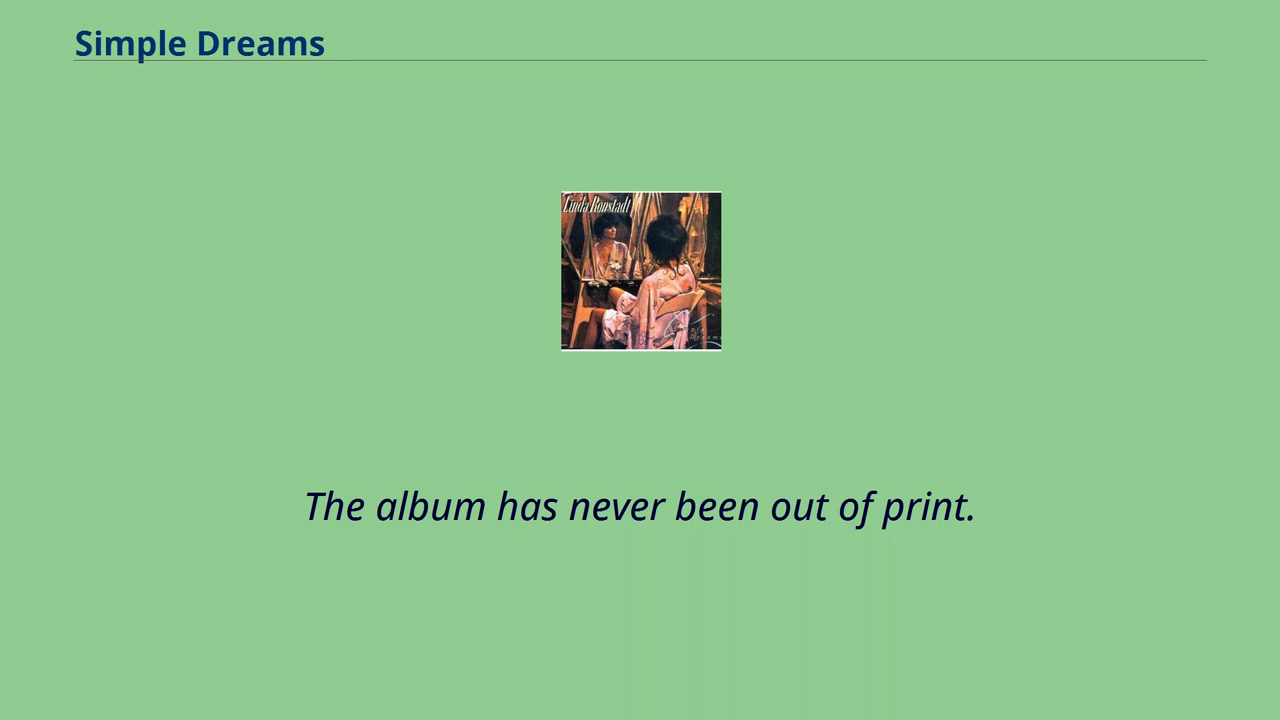 Simple Dreams
Linda Ronstadt
The album has never been out of print.